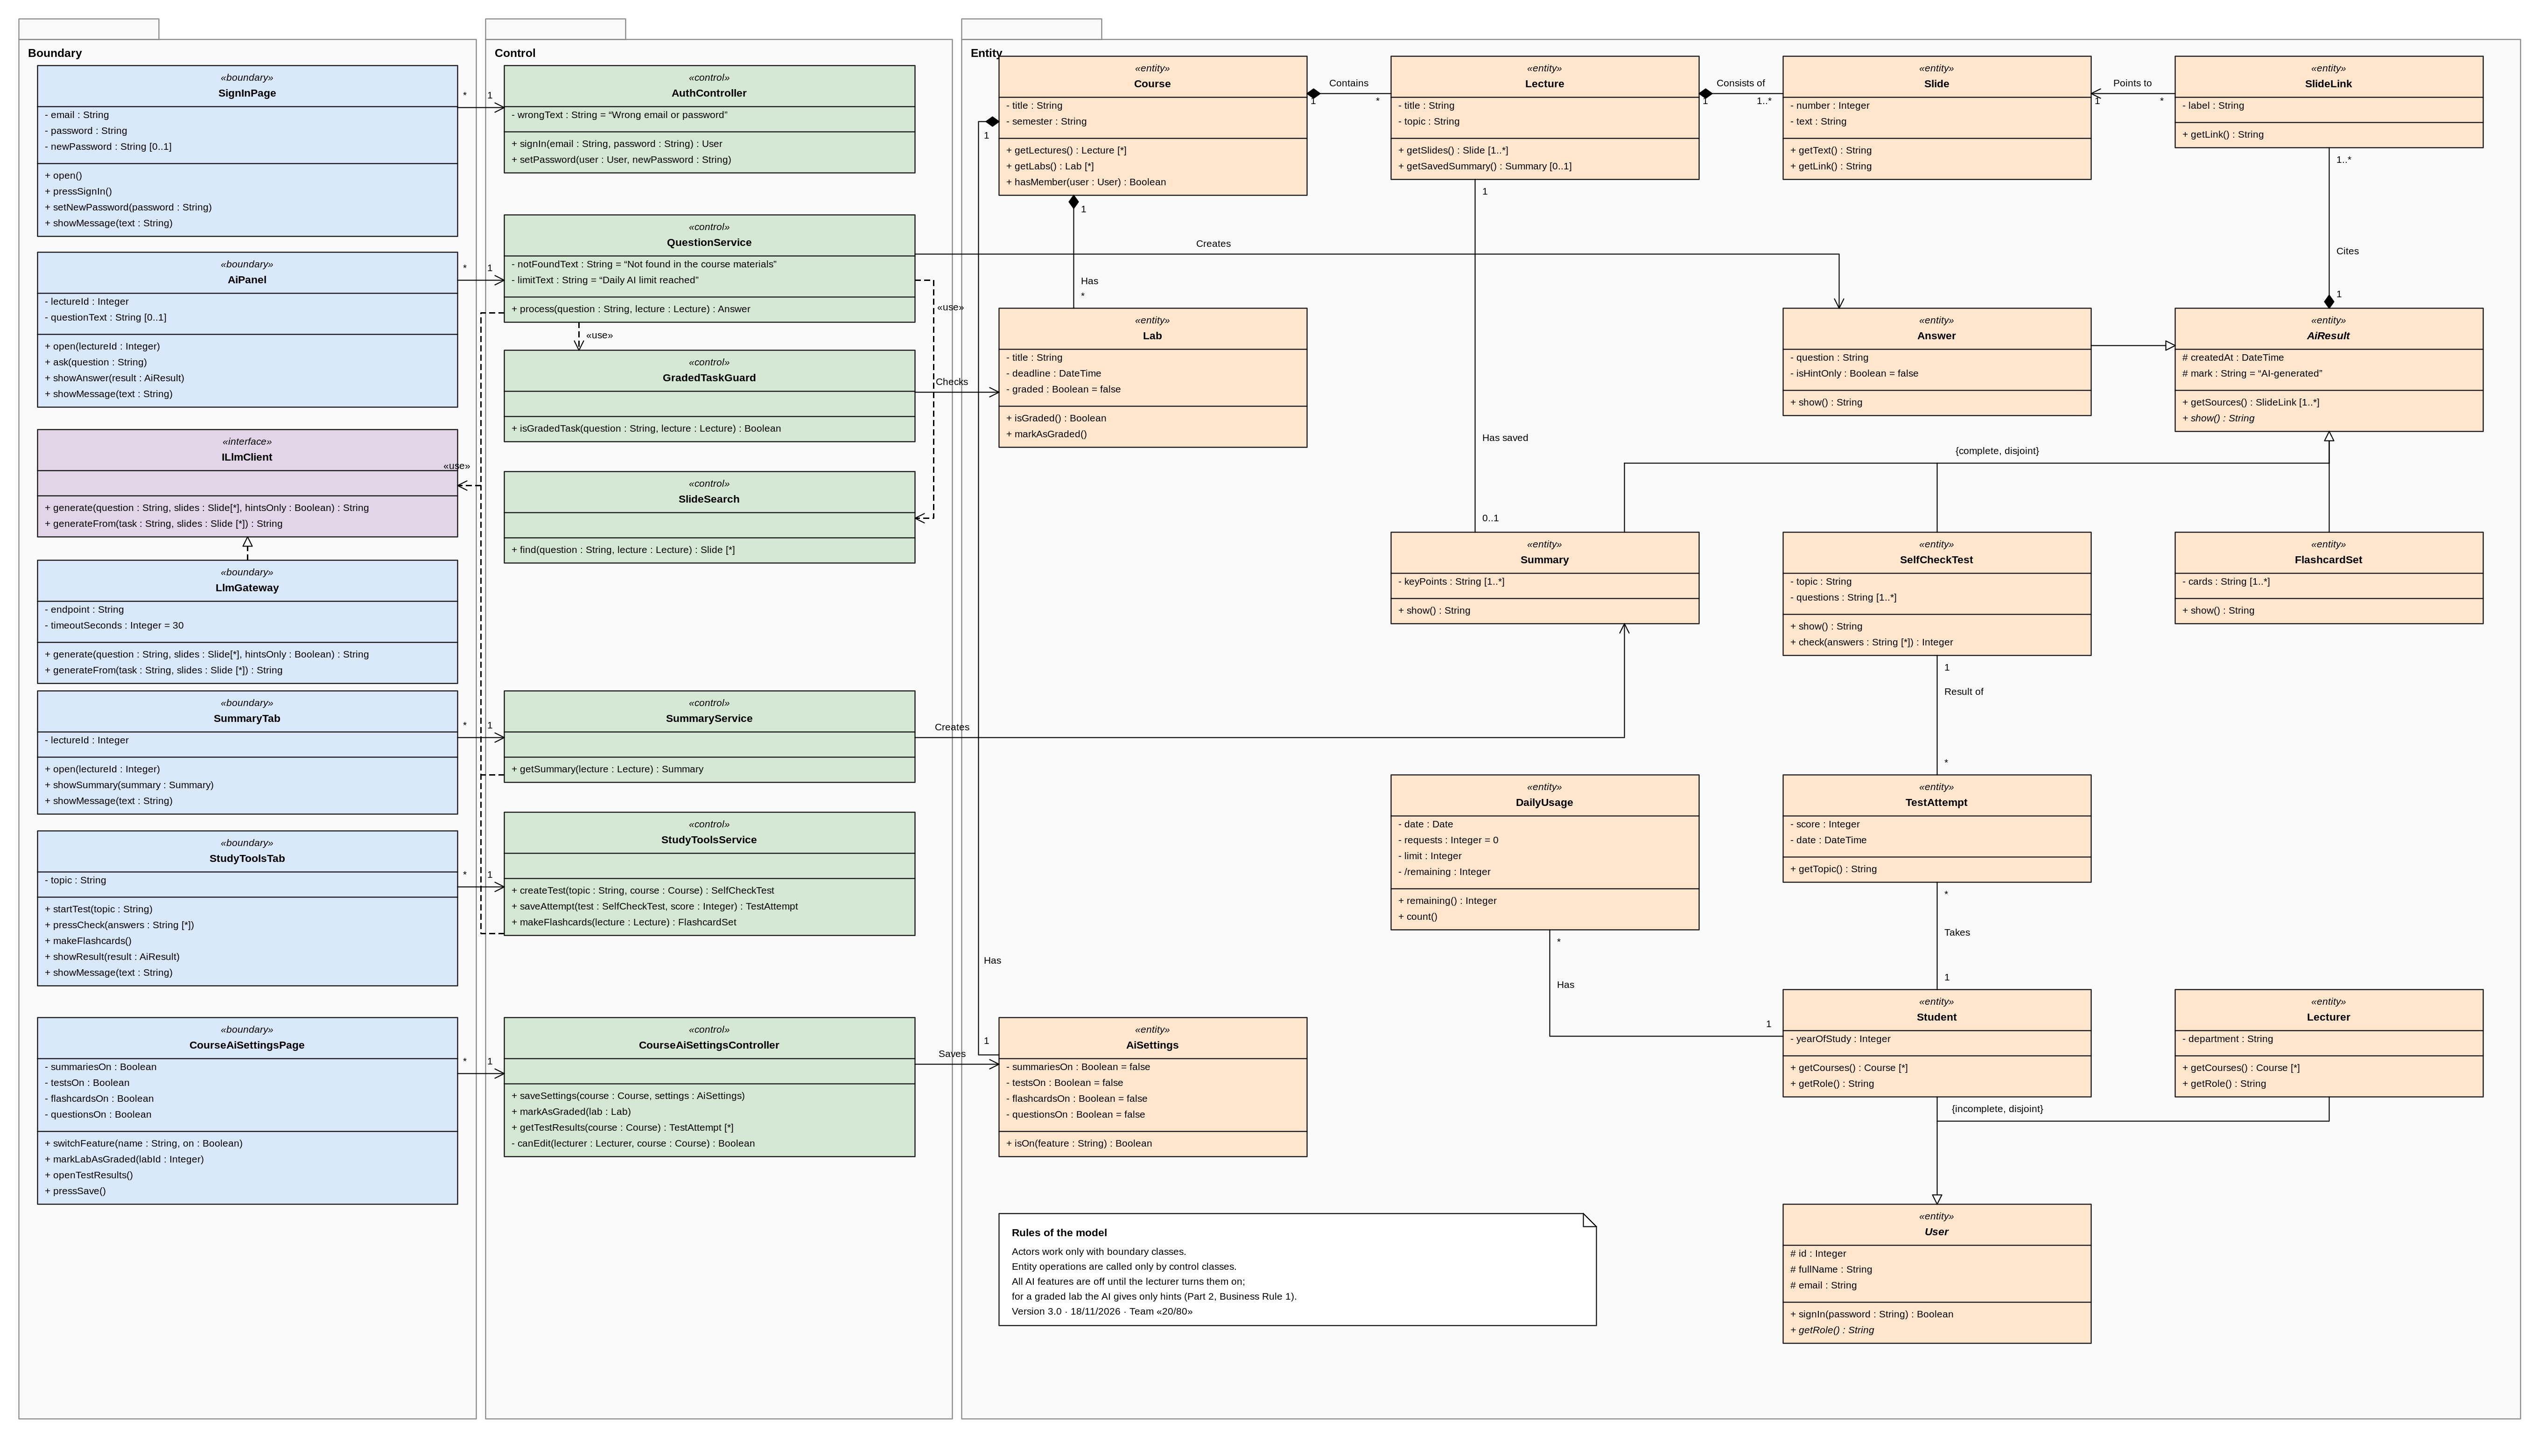 Boundary
«boundary»
SignInPage
- email : String
- password : String
- newPassword : String [0..1]
+ open()
+ pressSignIn()
+ setNewPassword(password : String)
+ showMessage(text : String)
* 1
«boundary»
AiPanel
- lectureId : Integer
- questionText : String [0..1]
+ open(lectureId : Integer)
+ ask(question : String)
+ showAnswer(result : AiResult)
+ showMessage(text : String)
* 1
«interface»
ILlmClient
+ generate(question : String, slides : Slide[*], hintsOnly : Boolean) : String
+ generateFrom(task : String, slides : Slide [*]) : String
«use»
«boundary»
LlmGateway
- endpoint : String
- timeoutSeconds : Integer = 30
+ generate(question : String, slides : Slide[*], hintsOnly : Boolean) : String
+ generateFrom(task : String, slides : Slide [*]) : String
«boundary»
SummaryTab
- lectureId : Integer
+ open(lectureId : Integer)
+ showSummary(summary : Summary)
+ showMessage(text : String)
* 1
«boundary»
StudyToolsTab
- topic : String
+ startTest(topic : String)
+ pressCheck(answers : String [*])
+ makeFlashcards()
+ showResult(result : AiResult)
+ showMessage(text : String)
* 1
«boundary»
CourseAiSettingsPage
- summariesOn : Boolean
- testsOn : Boolean
- flashcardsOn : Boolean
- questionsOn : Boolean
+ switchFeature(name : String, on : Boolean)
+ markLabAsGraded(labId : Integer)
+ openTestResults()
+ pressSave()
* 1
Control
«control»
AuthController
- wrongText : String = “Wrong email or password”
+ signIn(email : String, password : String) : User
+ setPassword(user : User, newPassword : String)
«control»
QuestionService
- notFoundText : String = “Not found in the course materials”
- limitText : String = “Daily AI limit reached”
+ process(question : String, lecture : Lecture) : Answer
«use»
«use»
Creates
«control»
GradedTaskGuard
+ isGradedTask(question : String, lecture : Lecture) : Boolean
Checks
«control»
SlideSearch
+ find(question : String, lecture : Lecture) : Slide [*]
«control»
SummaryService
+ getSummary(lecture : Lecture) : Summary
Creates
«control»
StudyToolsService
+ createTest(topic : String, course : Course) : SelfCheckTest
+ saveAttempt(test : SelfCheckTest, score : Integer) : TestAttempt
+ makeFlashcards(lecture : Lecture) : FlashcardSet
«control»
CourseAiSettingsController
+ saveSettings(course : Course, settings : AiSettings)
+ markAsGraded(lab : Lab)
+ getTestResults(course : Course) : TestAttempt [*]
- canEdit(lecturer : Lecturer, course : Course) : Boolean
Saves
Entity
«entity»
Course
- title : String
- semester : String
+ getLectures() : Lecture [*]
+ getLabs() : Lab [*]
+ hasMember(user : User) : Boolean
Contains
1 *
1
1
Has
*
«entity»
Lecture
- title : String
- topic : String
+ getSlides() : Slide [1..*]
+ getSavedSummary() : Summary [0..1]
Consists of
1 1..*
1
Has saved
0..1
«entity»
Slide
- number : Integer
- text : String
+ getText() : String
+ getLink() : String
Points to
1 *
«entity»
SlideLink
- label : String
+ getLink() : String
1..*
Cites
1
«entity»
Lab
- title : String
- deadline : DateTime
- graded : Boolean = false
+ isGraded() : Boolean
+ markAsGraded()
«entity»
Answer
- question : String
- isHintOnly : Boolean = false
+ show() : String
«entity»
AiResult
# createdAt : DateTime
# mark : String = “AI-generated”
+ getSources() : SlideLink [1..*]
+ show() : String
{complete, disjoint}
«entity»
Summary
- keyPoints : String [1..*]
+ show() : String
«entity»
SelfCheckTest
- topic : String
- questions : String [1..*]
+ show() : String
+ check(answers : String [*]) : Integer
1
Result of
*
«entity»
FlashcardSet
- cards : String [1..*]
+ show() : String
«entity»
DailyUsage
- date : Date
- requests : Integer = 0
- limit : Integer
- /remaining : Integer
+ remaining() : Integer
+ count()
*
Has
1
«entity»
TestAttempt
- score : Integer
- date : DateTime
+ getTopic() : String
*
Takes
1
Has
1
«entity»
AiSettings
- summariesOn : Boolean = false
- testsOn : Boolean = false
- flashcardsOn : Boolean = false
- questionsOn : Boolean = false
+ isOn(feature : String) : Boolean
«entity»
Student
- yearOfStudy : Integer
+ getCourses() : Course [*]
+ getRole() : String
«entity»
Lecturer
- department : String
+ getCourses() : Course [*]
+ getRole() : String
{incomplete, disjoint}
«entity»
User
# id : Integer
# fullName : String
# email : String
+ signIn(password : String) : Boolean
+ getRole() : String
Rules of the model
Actors work only with boundary classes.
Entity operations are called only by control classes.
All AI features are off until the lecturer turns them on;
for a graded lab the AI gives only hints (Part 2, Business Rule 1).
Version 3.0 · 18/11/2026 · Team «20/80»